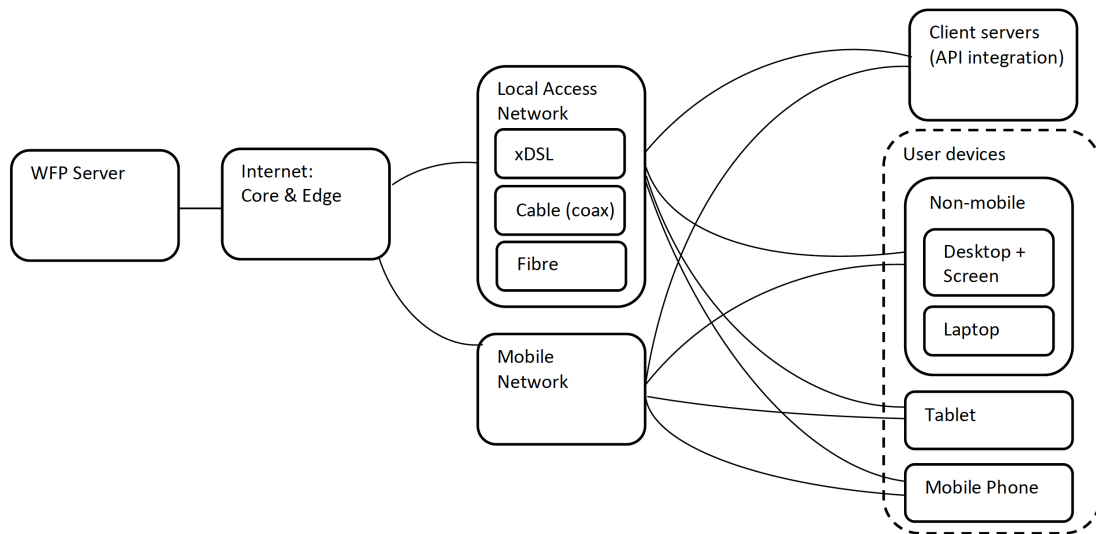 WFP Server
Internet:
Core & Edge
Local Access
Network
xDSL
Cable (coax)
Fibre
Mobile
Network
Client servers
(API integration)
User devices
Non-mobile
Desktop +
Screen
Laptop
Tablet
Mobile Phone